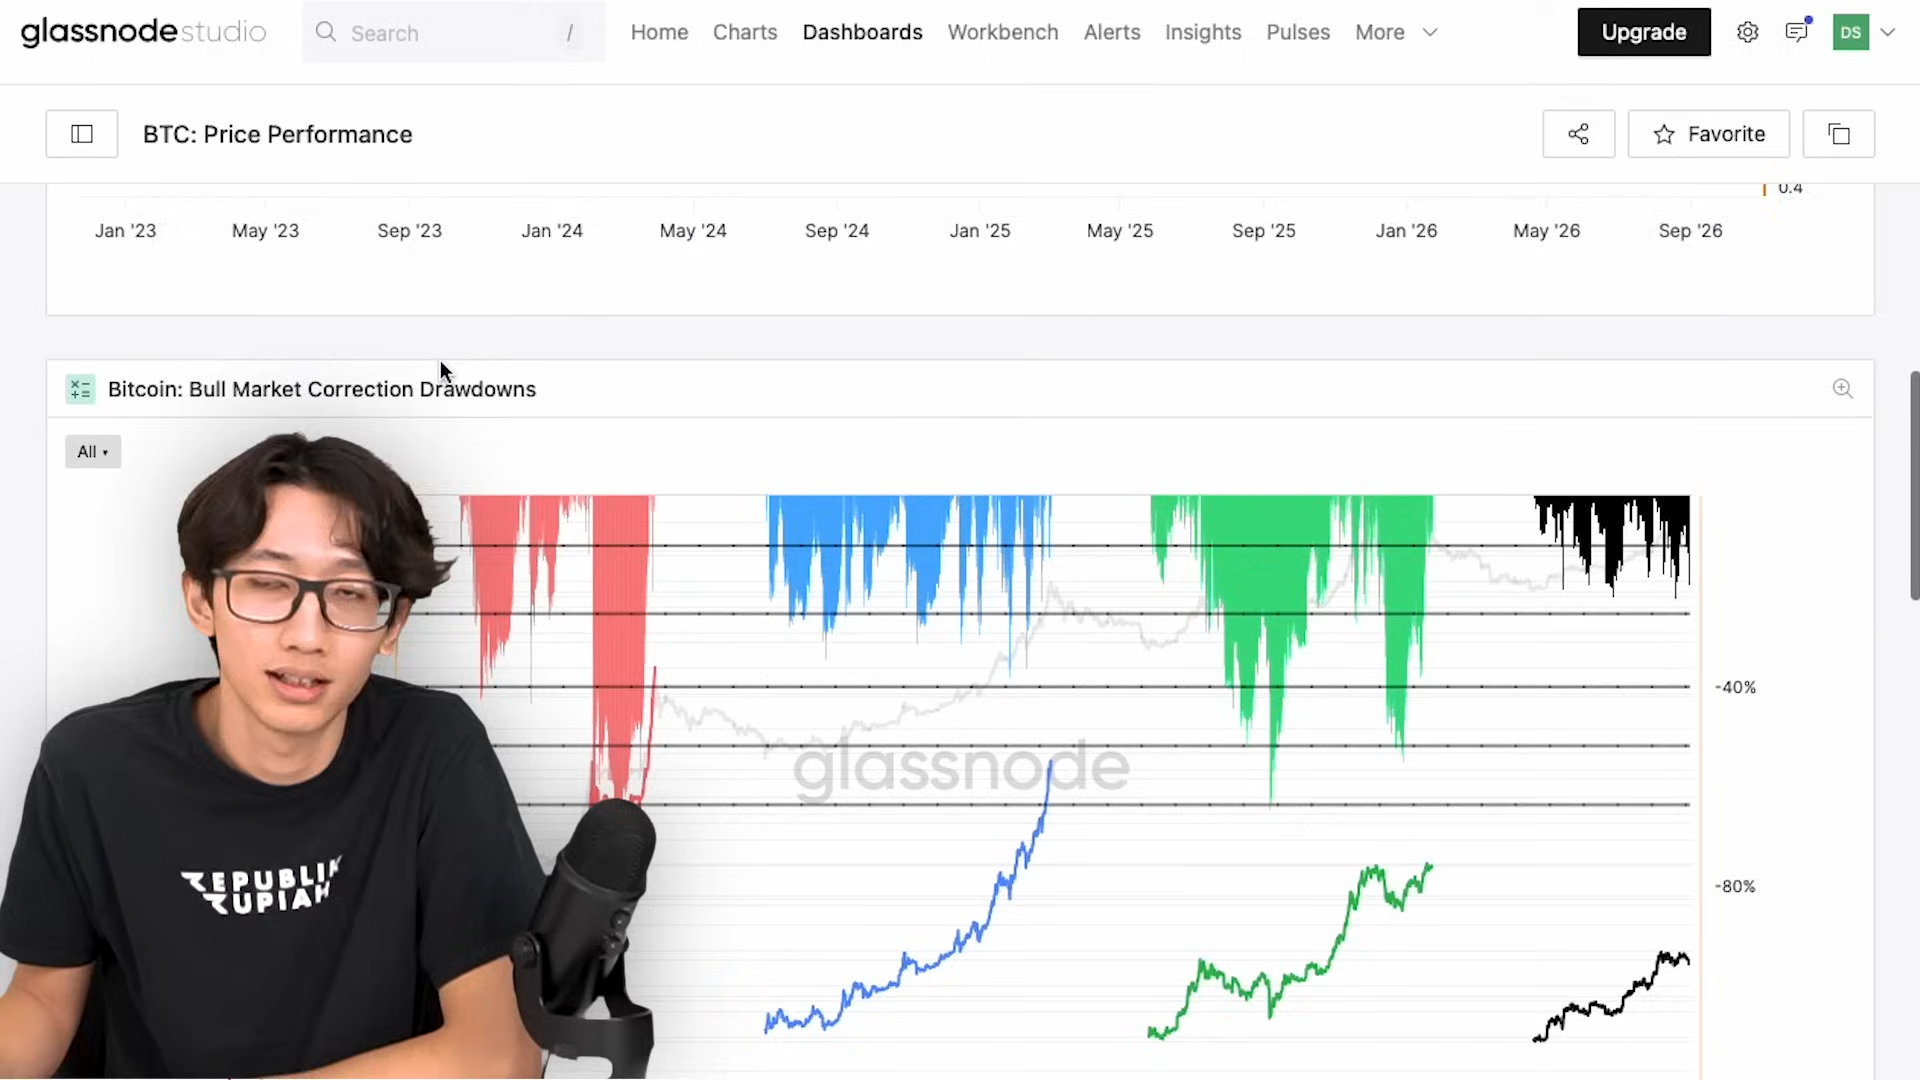 glassnodestudio
Search /
Home Charts Dashboards Workbench Alerts Insights Pulses More
Upgrade
DS
BTC: Price Performance
Favorite
0.4
Jan '23 May '23 Sep '23 Jan '24 May '24 Sep '24 Jan '25 May '25 Sep '25 Jan '26 May '26 Sep '26
Bitcoin: Bull Market Correction Drawdowns
All
-40%
glassnode
-80%
REPUBLIK
RUPIAH